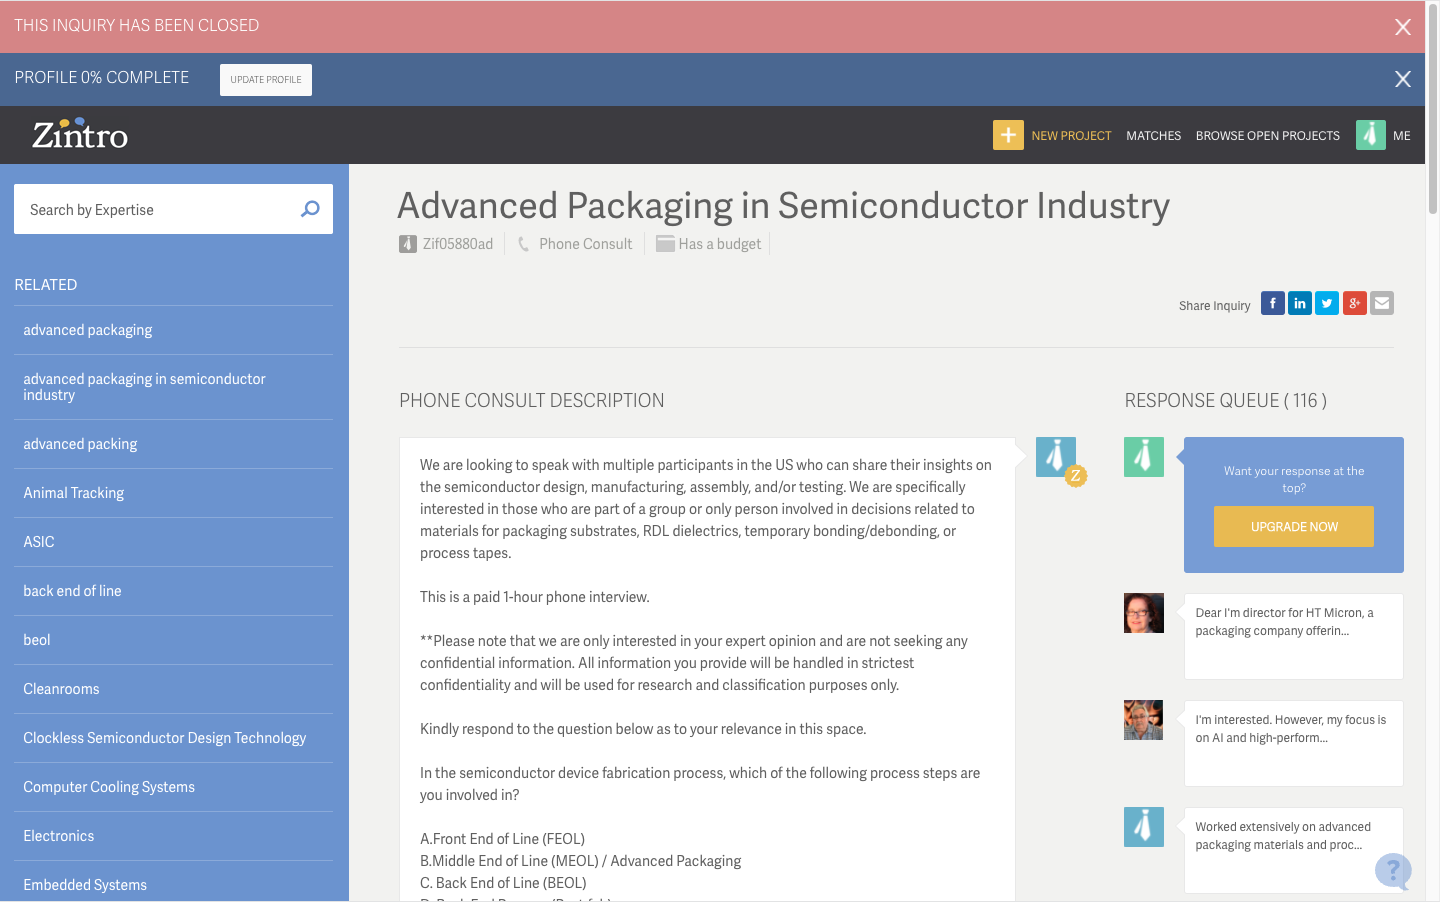 THIS INQUIRY HAS BEEN CLOSED
X
PROFILE 0% COMPLETE
UPDATE PROFILE
X
Zintro
NEW PROJECT
MATCHES
BROWSE OPEN PROJECTS
ME
Search by Expertise
RELATED
advanced packaging
advanced packaging in semiconductor
industry
advanced packing
Animal Tracking
ASIC
back end of line
beol
Cleanrooms
Clockless Semiconductor Design Technology
Computer Cooling Systems
Electronics
Embedded Systems
Advanced Packaging in Semiconductor Industry
Zif05880ad
Phone Consult
Has a budget
Share Inquiry
PHONE CONSULT DESCRIPTION
We are looking to speak with multiple participants in the US who can share their insights on
the semiconductor design, manufacturing, assembly, and/or testing. We are specifically
interested in those who are part of a group or only person involved in decisions related to
materials for packaging substrates, RDL dielectrics, temporary bonding/debonding, or
process tapes.
This is a paid 1-hour phone interview.
**Please note that we are only interested in your expert opinion and are not seeking any
confidential information. All information you provide will be handled in strictest
confidentiality and will be used for research and classification purposes only.
Kindly respond to the question below as to your relevance in this space.
In the semiconductor device fabrication process, which of the following process steps are
you involved in?
A.Front End of Line (FEOL)
B.Middle End of Line (MEOL) / Advanced Packaging
C. Back End of Line (BEOL)
Z
RESPONSE QUEUE ( 116 )
Want your response at the
top?
UPGRADE NOW
Dear I'm director for HT Micron, a
packaging company offerin...
I'm interested. However, my focus is
on AI and high-perform...
Worked extensively on advanced
packaging materials and proc...
?